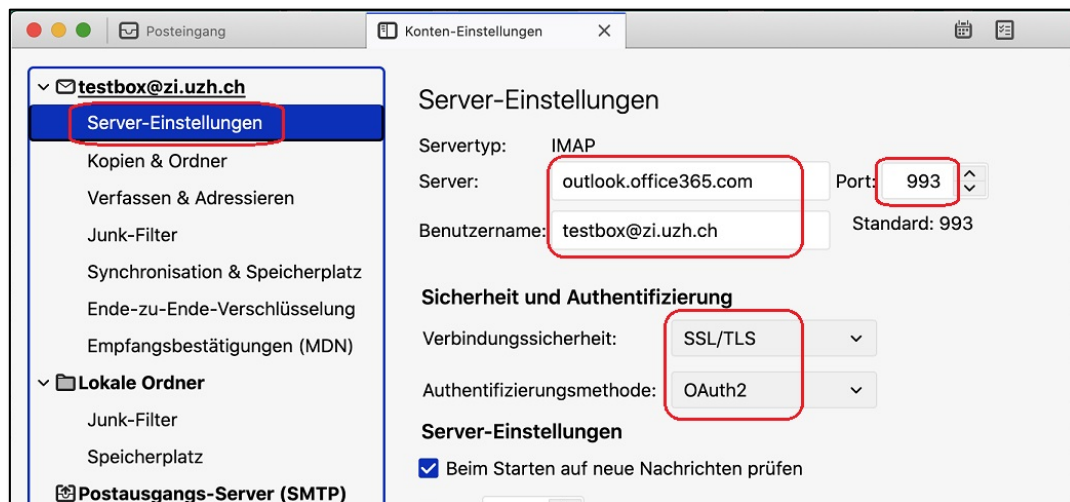 Posteingang
Konten-Einstellungen
testbox@zi.uzh.ch
Server-Einstellungen
Kopien & Ordner
Verfassen & Adressieren
Junk-Filter
Synchronisation & Speicherplatz
Ende-zu-Ende-Verschlüsselung
Empfangsbestätigungen (MDN)
Lokale Ordner
Junk-Filter
Speicherplatz
Postausgangs-Server (SMTP)
Server-Einstellungen
Servertyp: IMAP
Server: outlook.office365.com Port: 993
Benutzername: testbox@zi.uzh.ch Standard: 993
Sicherheit und Authentifizierung
Verbindungssicherheit: SSL/TLS
Authentifizierungsmethode: OAuth2
Server-Einstellungen
Beim Starten auf neue Nachrichten prüfen